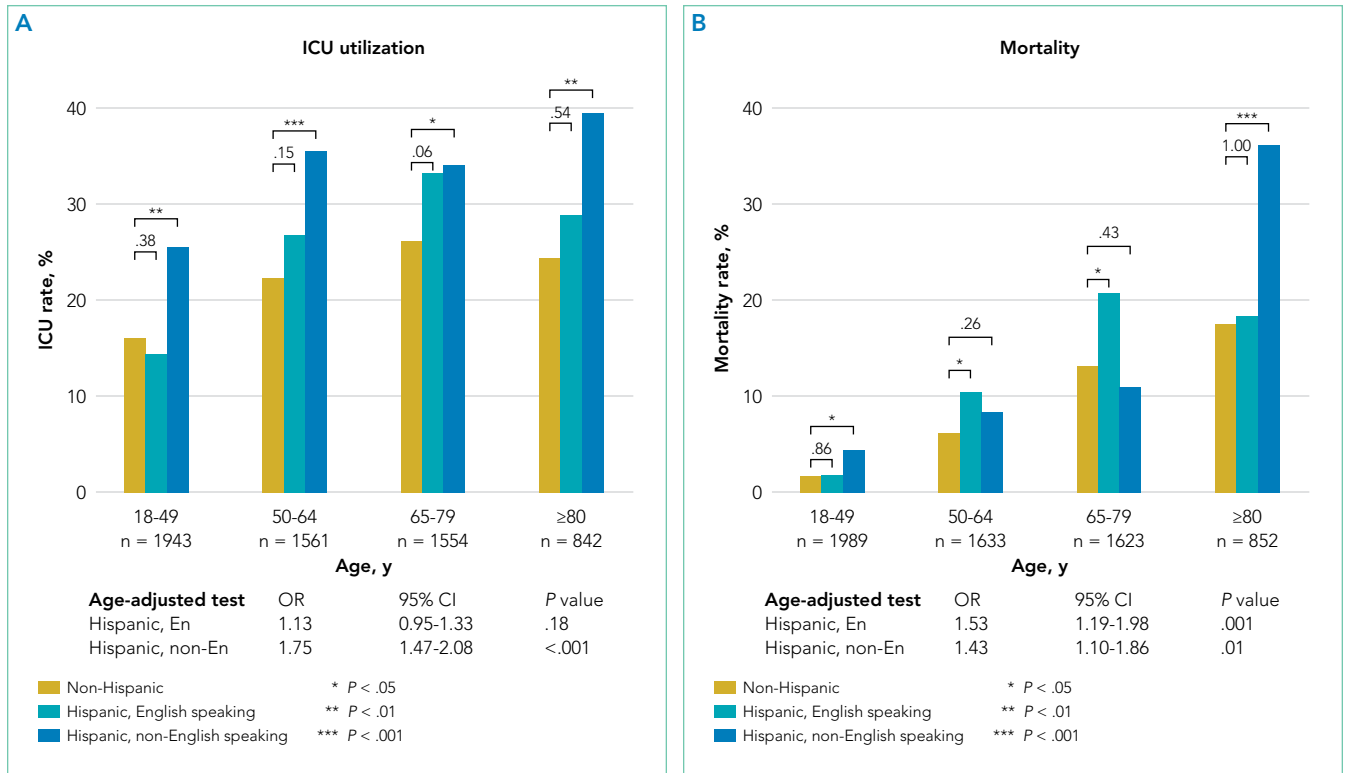 A
ICU utilization
ICU rate, %
40
30
20
10
0
**
.38
***
.15
*
.06
**
.54
18-49 50-64 65-79 ≥80
n = 1943 n = 1561 n = 1554 n = 842
Age, y
Age-adjusted test OR 95% CI P value
Hispanic, En 1.13 0.95-1.33 .18
Hispanic, non-En 1.75 1.47-2.08 <.001
Non-Hispanic * P < .05
Hispanic, English speaking ** P < .01
Hispanic, non-English speaking *** P < .001
B
Mortality
Mortality rate, %
40
30
20
10
0
*
.86
.26
*
.43
*
***
1.00
18-49 50-64 65-79 ≥80
n = 1989 n = 1633 n = 1623 n = 852
Age, y
Age-adjusted test OR 95% CI P value
Hispanic, En 1.53 1.19-1.98 .001
Hispanic, non-En 1.43 1.10-1.86 .01
Non-Hispanic * P < .05
Hispanic, English speaking ** P < .01
Hispanic, non-English speaking *** P < .001